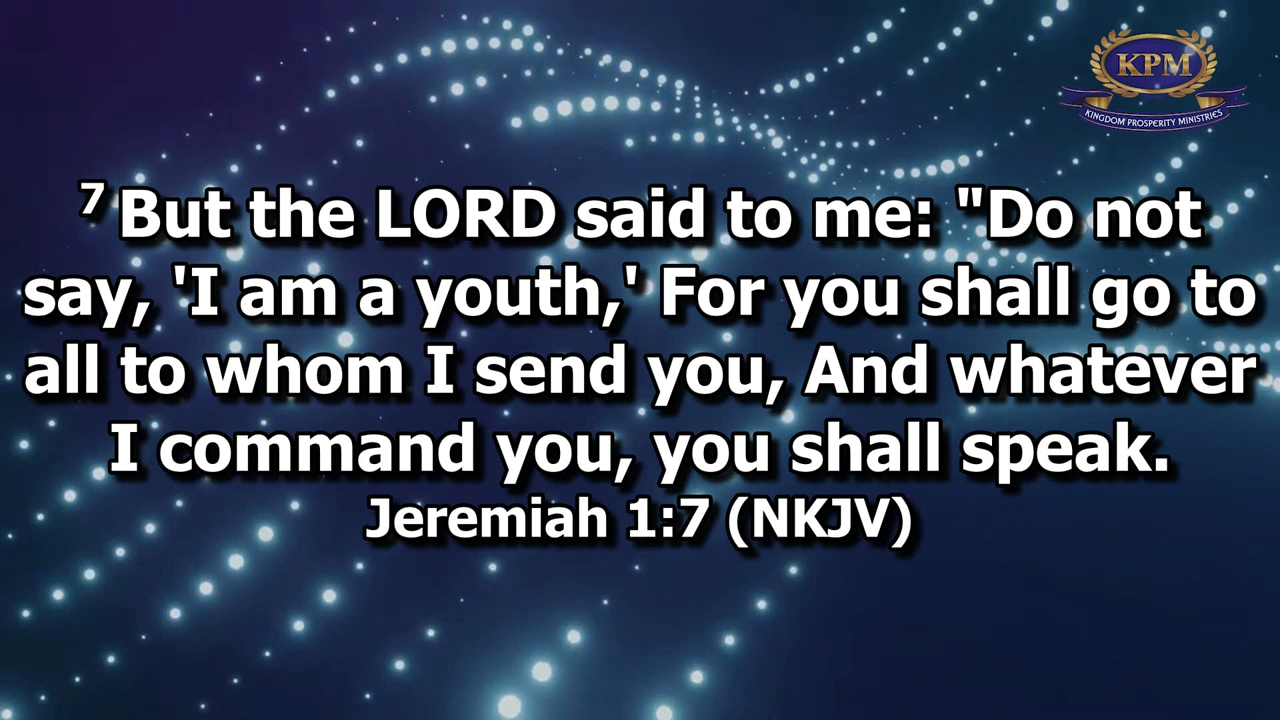 KPM
KINGDOM PROSPERITY MINISTRIES
7 But the LORD said to me: "Do not
say, 'I am a youth,' For you shall go to
all to whom I send you, And whatever
I command you, you shall speak.
Jeremiah 1:7 (NKJV)